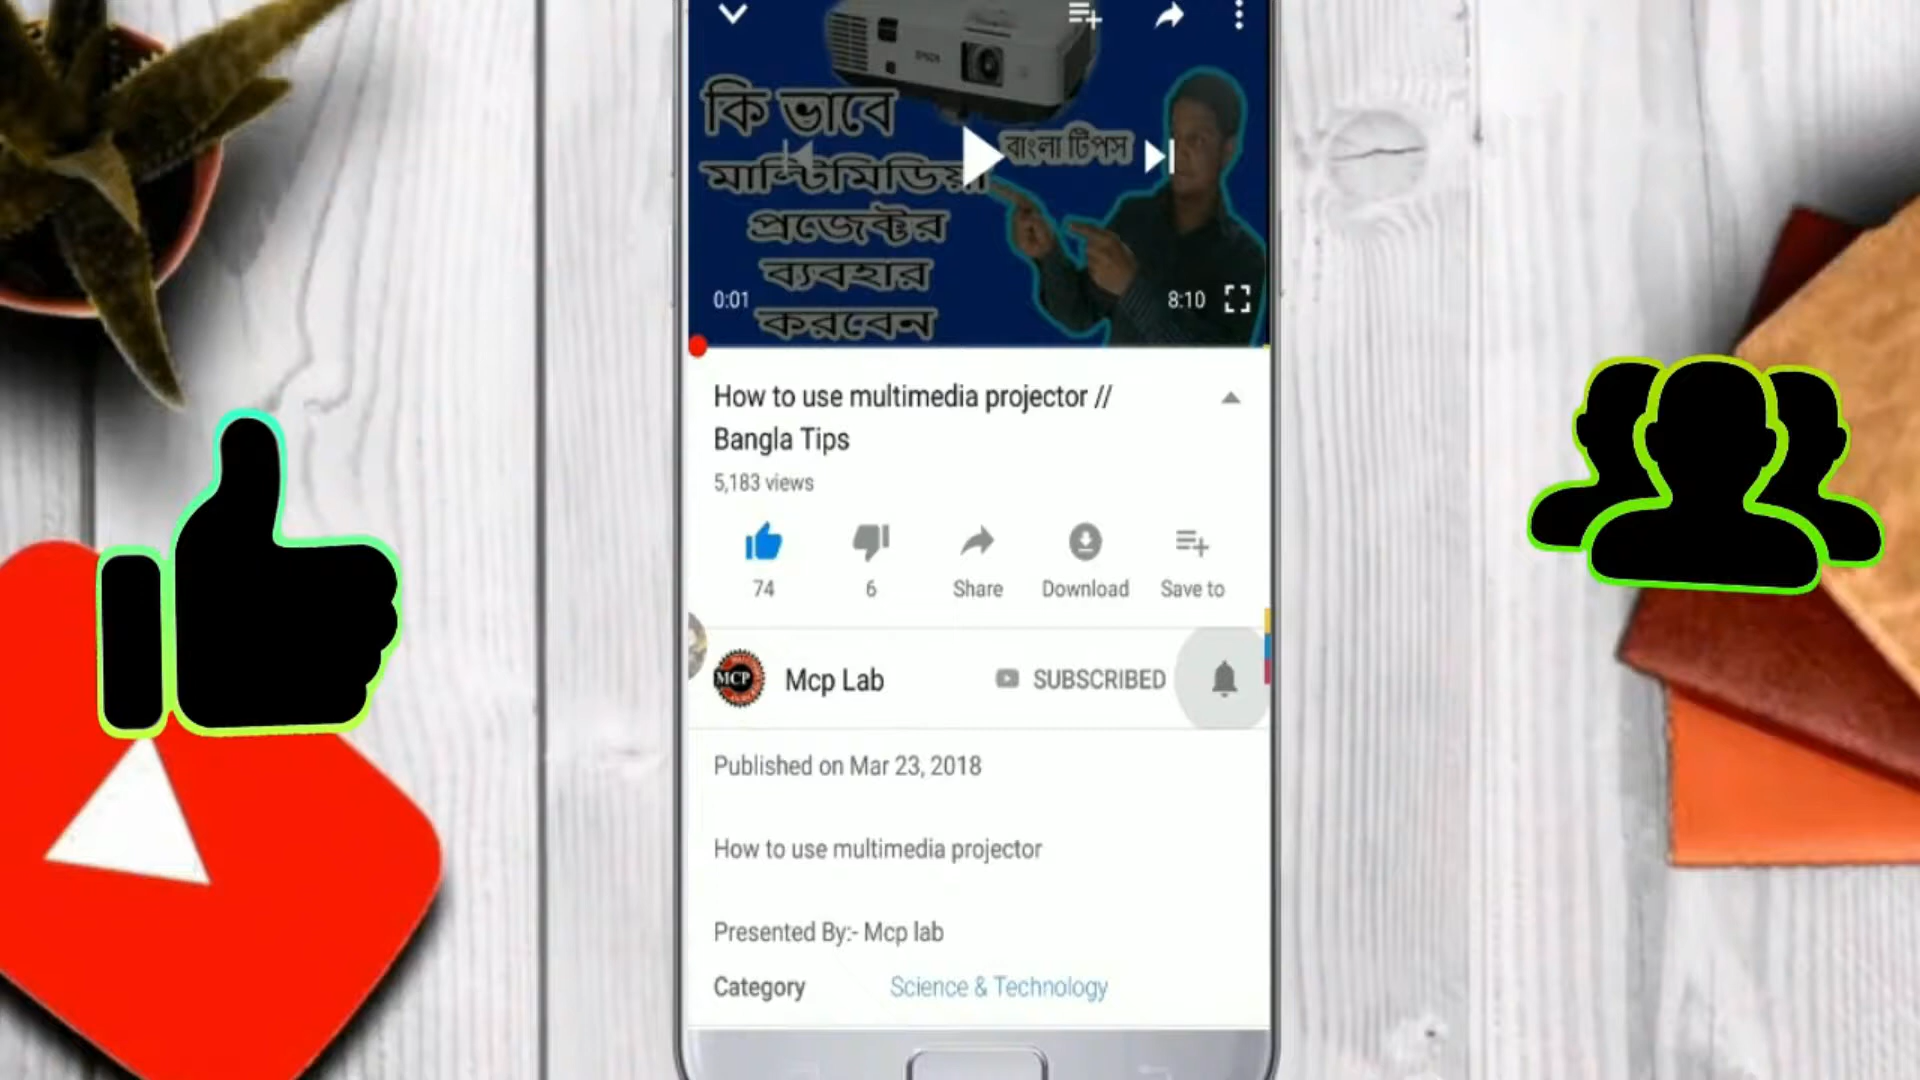 EPSON
কি ভাবে
বাংলা টিপস
মাল্টিমিডিয়া
প্রজেক্টর
ব্যবহার
করবেন
0:01
8:10
How to use multimedia projector //
Bangla Tips
5,183 views
74
6
Share
Download
Save to
MCP
Mcp Lab
SUBSCRIBED
Published on Mar 23, 2018
How to use multimedia projector
Presented By:- Mcp lab
Category
Science & Technology